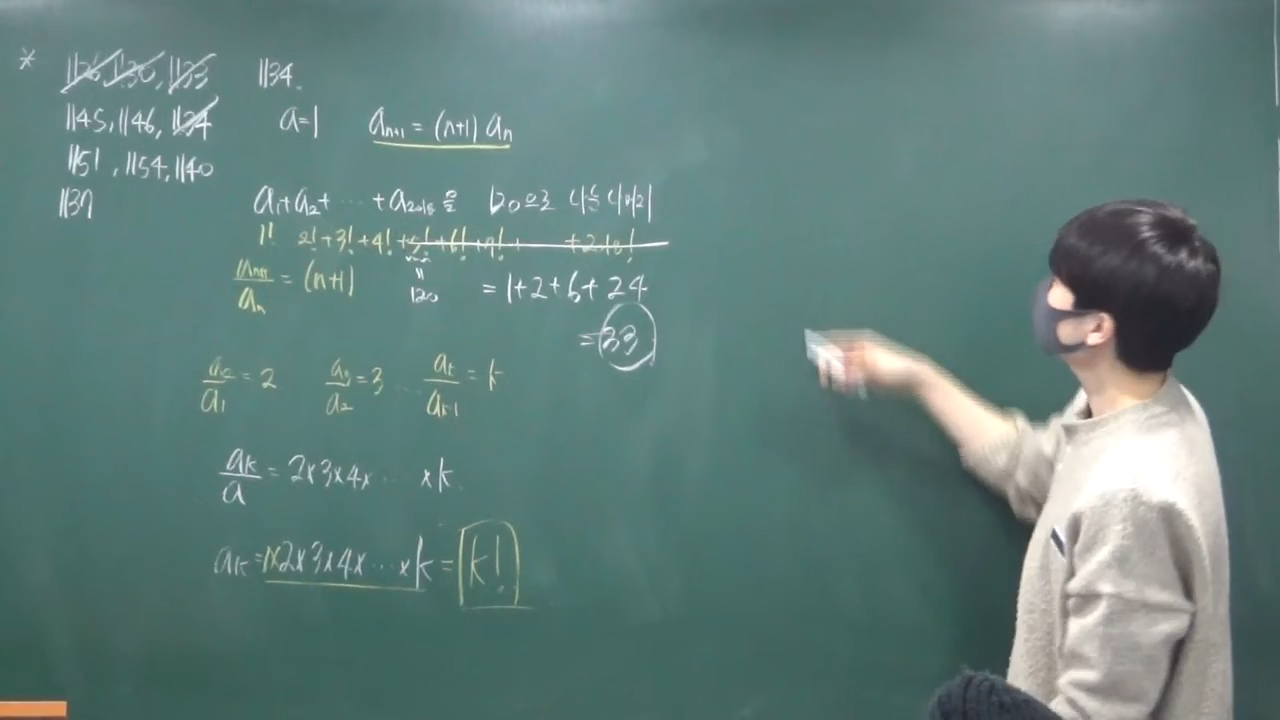 * 1126, 1130, 1133 1134.
1145, 1146, 1134
a=1 aₙ₊₁ = (n+1) aₙ
1151, 1154, 1140
1137
a₁+a₂+ ⋯ +a₂₀₁₈을 으로 나눈 나머지
1! 2!+3!+4!+5!+6!+7!+ +2018!
aₙ₊₁/aₙ = (n+1)
"
120
= 1+2+6+24
= 33
a₂/a₁ = 2 a₃/a₂ = 3 ⋯ aₖ/aₖ₋₁ = k
aₖ/a = 2×3×4× ⋯ ×k
aₖ = 1×2×3×4× ⋯ ×k = k!